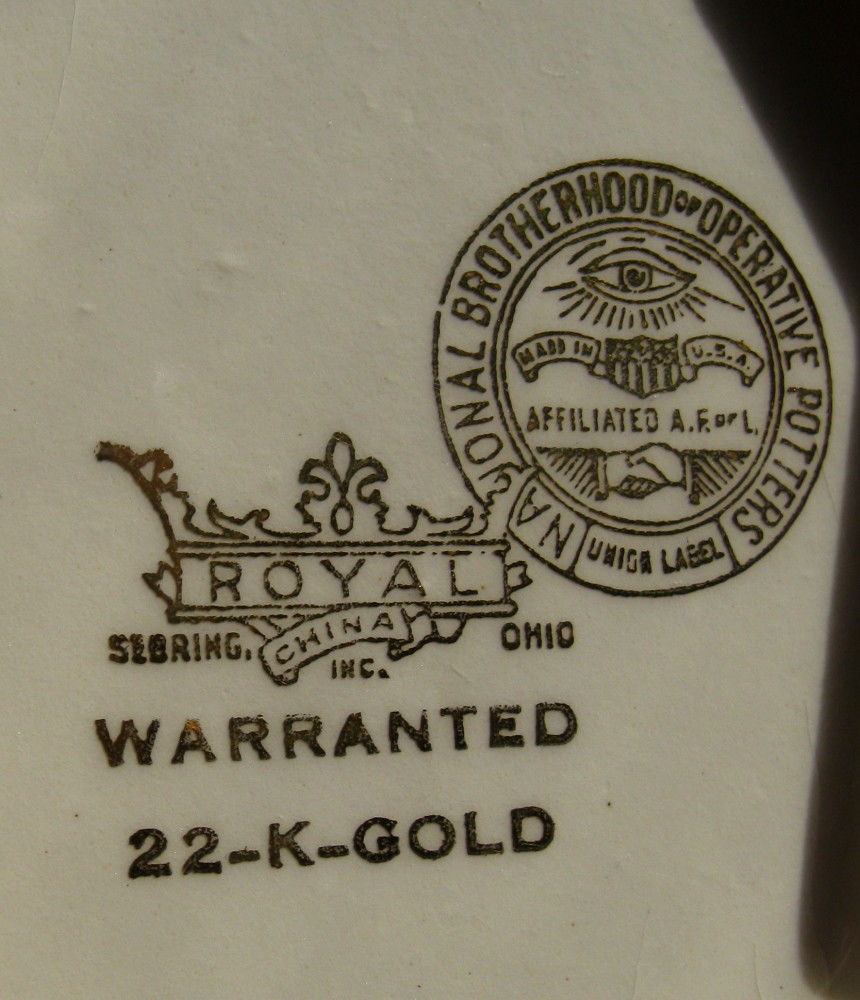 NATIONAL BROTHERHOOD OF OPERATIVE POTTERS
MADE IN U.S.A.
AFFILIATED A.F. OF L.
UNION LABEL
ROYAL
CHINA
SEBRING, OHIO
INC.
WARRANTED
22-K-GOLD